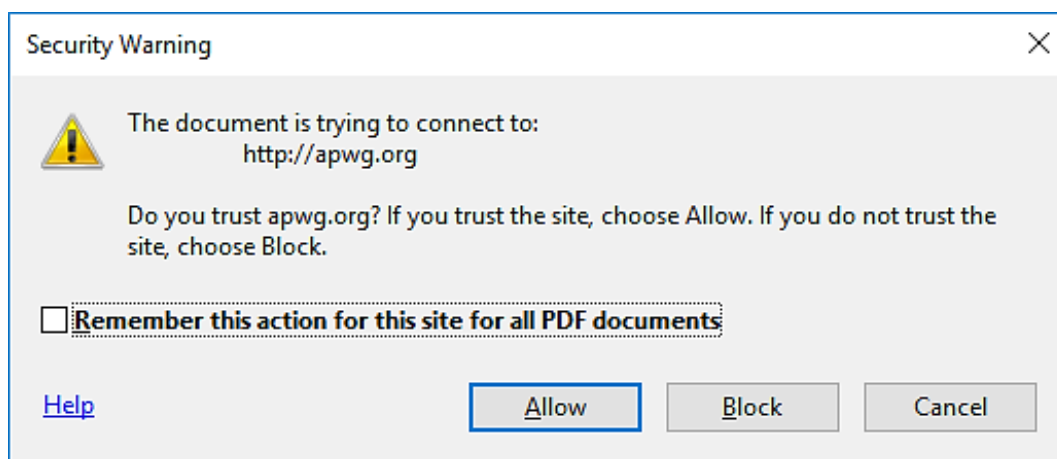 Security Warning
The document is trying to connect to:
http://apwg.org
Do you trust apwg.org? If you trust the site, choose Allow. If you do not trust the
site, choose Block.
Remember this action for this site for all PDF documents
Help Allow Block Cancel